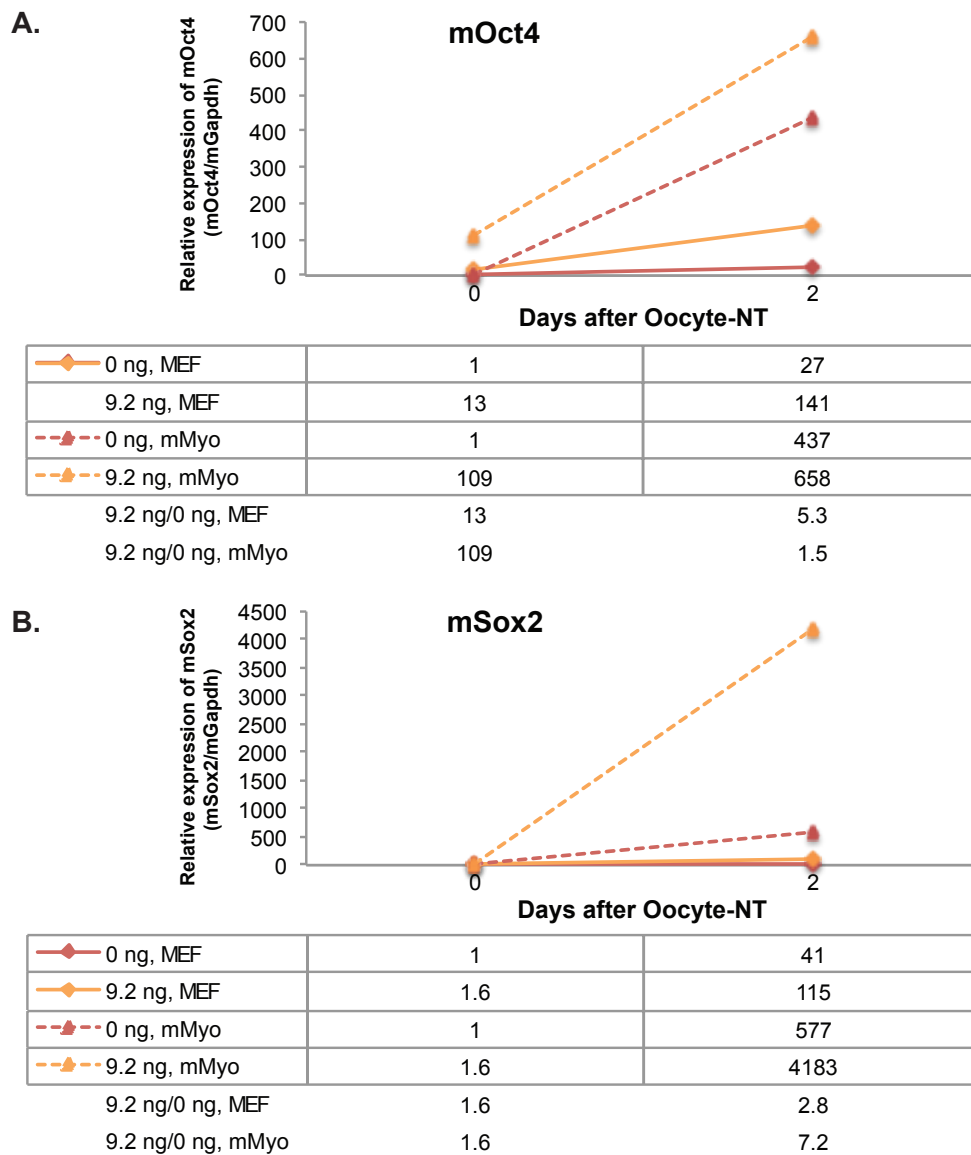 A.
mOct4
Relative expression of mOct4
(mOct4/mGapdh)
700
600
500
400
300
200
100
0
0 2
Days after Oocyte-NT
0 ng, MEF 1 27
9.2 ng, MEF 13 141
0 ng, mMyo 1 437
9.2 ng, mMyo 109 658
9.2 ng/0 ng, MEF 13 5.3
9.2 ng/0 ng, mMyo 109 1.5
B.
mSox2
Relative expression of mSox2
(mSox2/mGapdh)
4500
4000
3500
3000
2500
2000
1500
1000
500
0
0 2
Days after Oocyte-NT
0 ng, MEF 1 41
9.2 ng, MEF 1.6 115
0 ng, mMyo 1 577
9.2 ng, mMyo 1.6 4183
9.2 ng/0 ng, MEF 1.6 2.8
9.2 ng/0 ng, mMyo 1.6 7.2